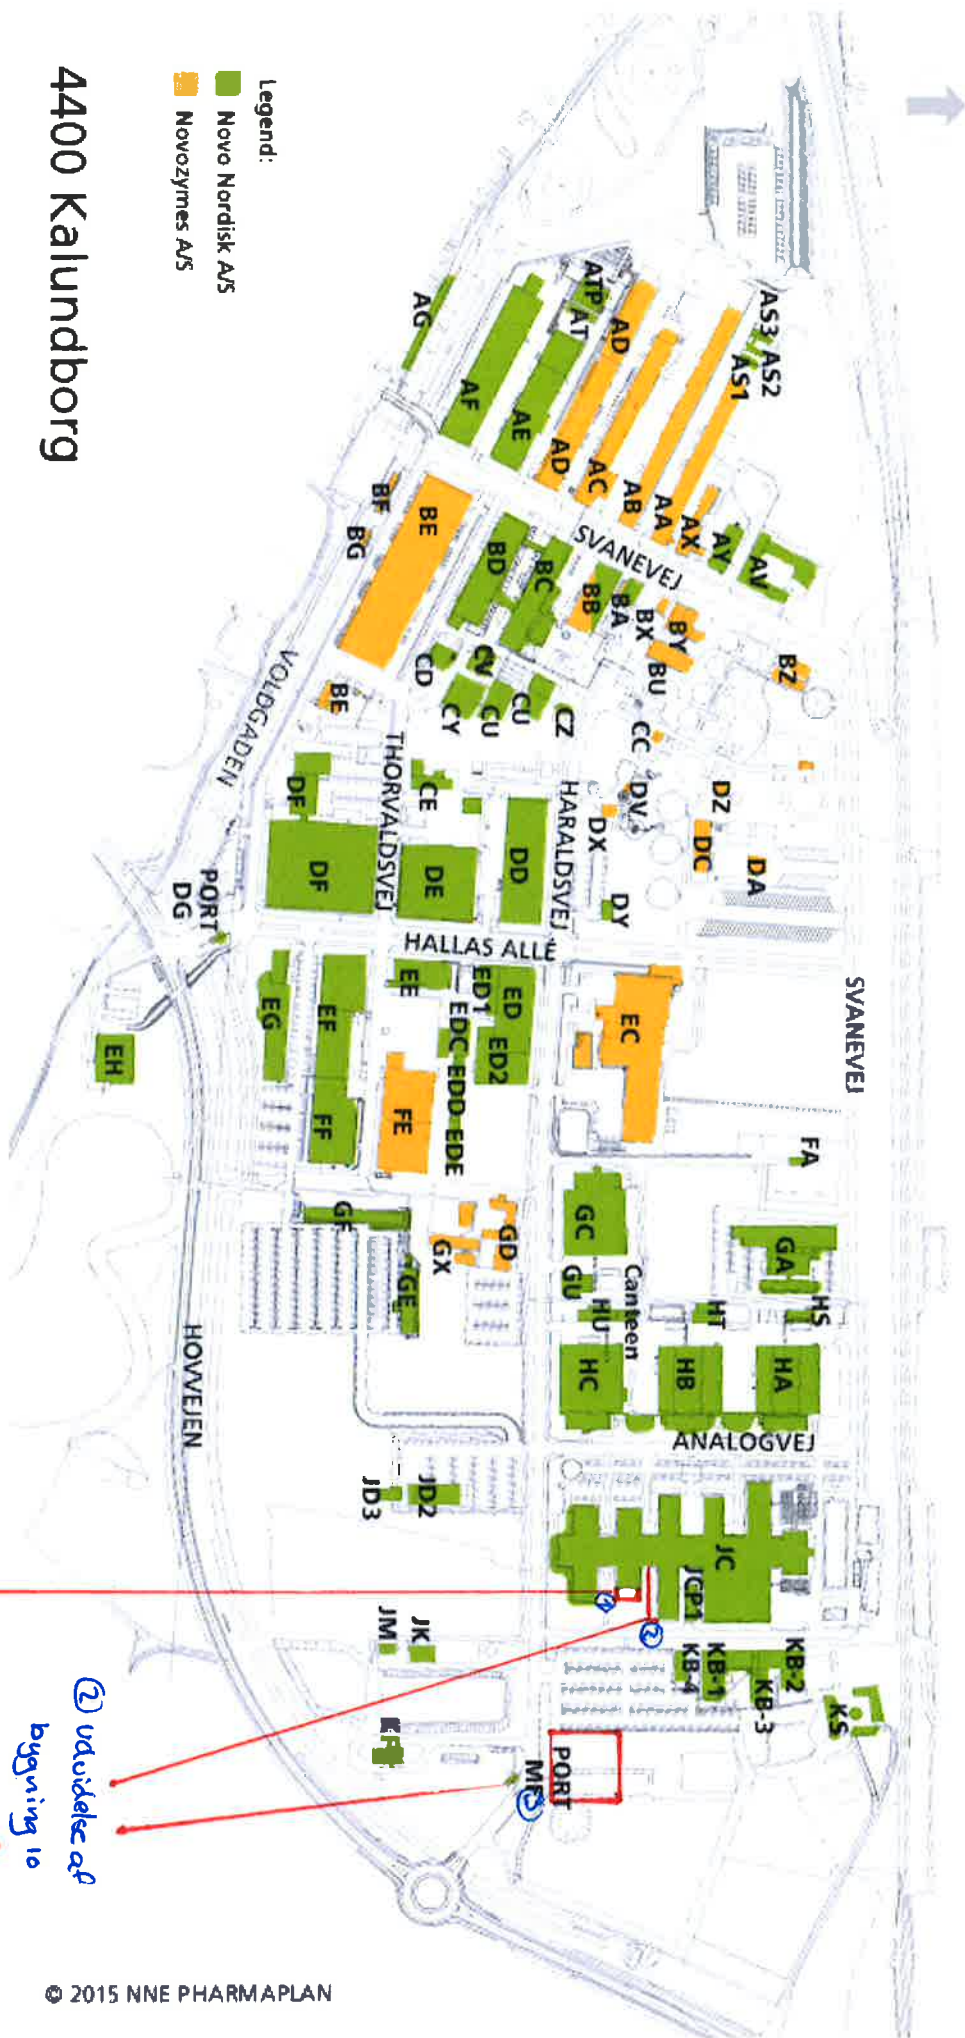 4400 Kalundborg
Legend:
Novo Nordisk A/S
Novozymes A/S
AS3
AS2
AS1
ATP
AT
AD
AG
AF
AE
AD
AC
AB
AA
AX
AY
AV
SVANEVEJ
BF
BG
BE
BD
BC
BB
BA
BX
BY
BU
BZ
BE
CD
CV
CY
CU
CU
CZ
CC
VOLDGADEN
THORVALDSVEJ
HARALDSVEJ
CE
DF
DF
DE
DD
DX
DV
DZ
DC
DA
DY
PORT
DG
HALLAS ALLÉ
SVANEVEJ
EH
EG
EF
EE
ED1
ED
EDC
ED2
EDD
EDE
EC
FF
FE
FA
GF
GE
GX
GD
GC
GU
GA
HU
Canteen
HT
HS
HC
HB
HA
ANALOGVEJ
HOVVEJEN
JD3
JD2
JC
JCP1
1
2
JM
JK
KB-4
KB-1
KB-3
KB-2
KS
PORT
3
② udvidelse af
bygning 10
© 2015 NNE PHARMAPLAN